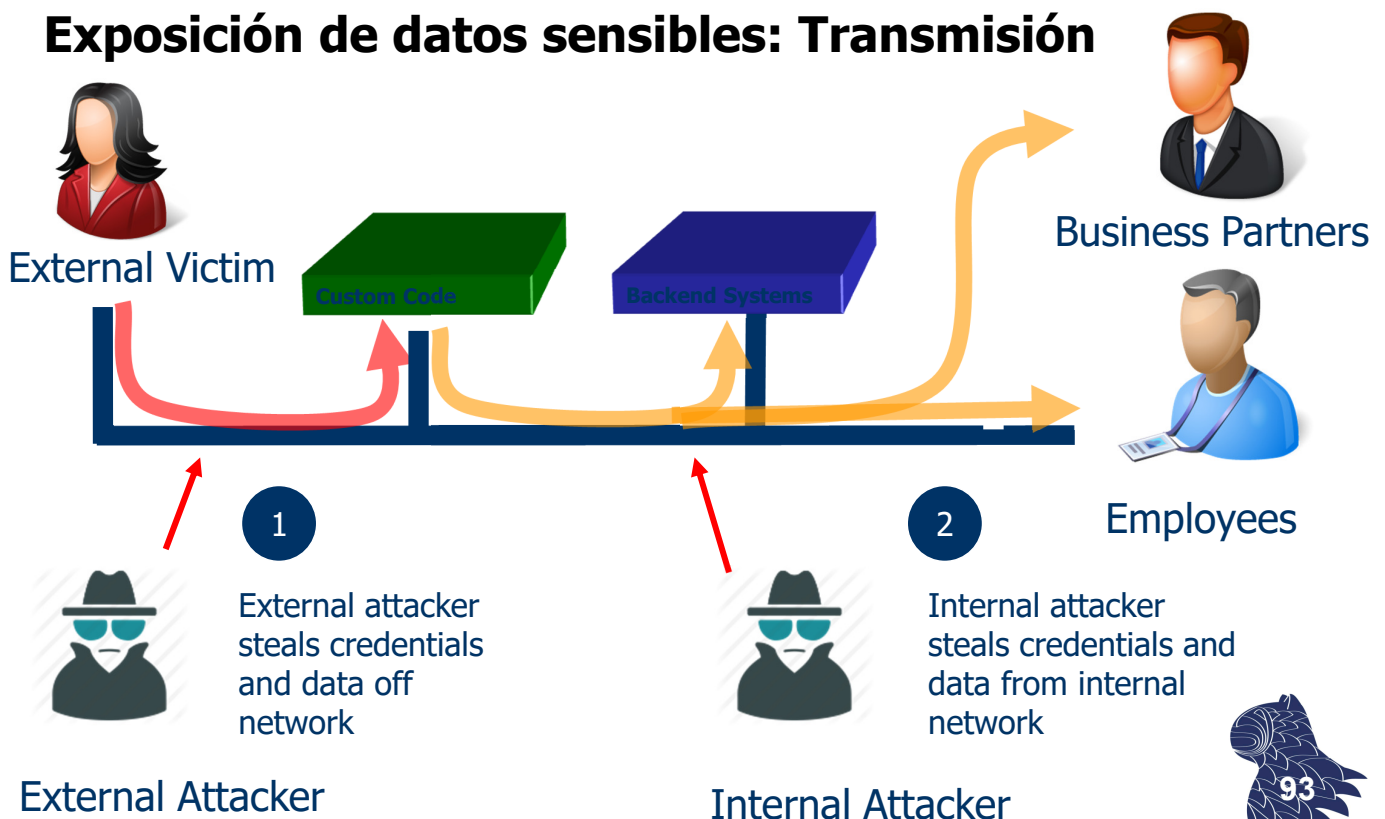 Exposición de datos sensibles: Transmisión
External Victim
Custom Code
Backend Systems
Business Partners
Employees
1
External attacker
steals credentials
and data off
network
2
Internal attacker
steals credentials and
data from internal
network
External Attacker
Internal Attacker
93